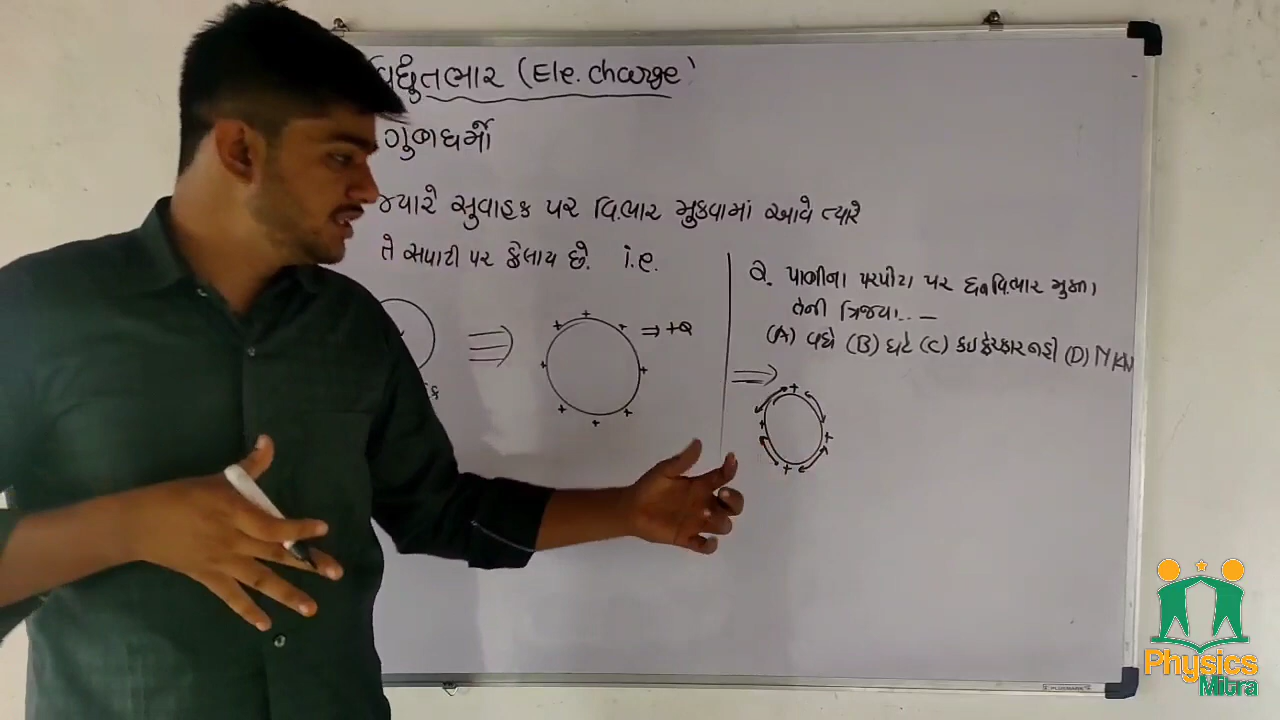 વિદ્યુતભાર (Ele. charge)
ગુણધર્મો
જ્યારે સુવાહક પર વિ.ભાર મુકવામાં આવે ત્યારે
તે સપાટી પર ફેલાય છે. i.e.
⇒ +Q
Q. પાણીના પરપોટા પર ધન વિ.ભાર મુકતા
તેની ત્રિજ્યા...—
(A) વધે (B) ઘટે (C) કઇ ફેરફાર નહી (D)
Physics
Mitra